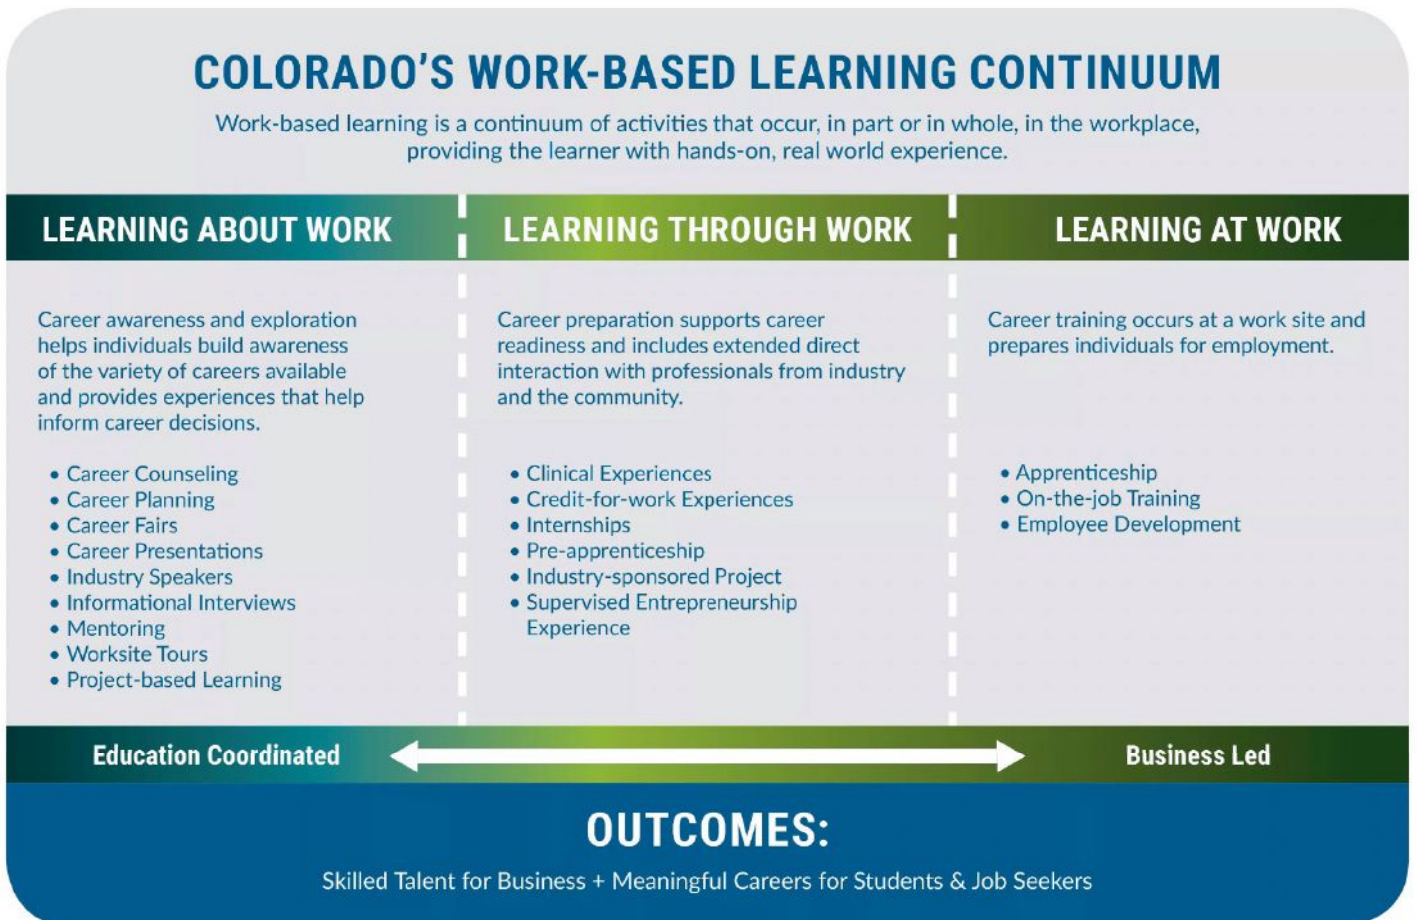 COLORADO'S WORK-BASED LEARNING CONTINUUM
Work-based learning is a continuum of activities that occur, in part or in whole, in the workplace,
providing the learner with hands-on, real world experience.
LEARNING ABOUT WORK
Career awareness and exploration
helps individuals build awareness
of the variety of careers available
and provides experiences that help
inform career decisions.
• Career Counseling
• Career Planning
• Career Fairs
• Career Presentations
• Industry Speakers
• Informational Interviews
• Mentoring
• Worksite Tours
• Project-based Learning
LEARNING THROUGH WORK
Career preparation supports career
readiness and includes extended direct
interaction with professionals from industry
and the community.
• Clinical Experiences
• Credit-for-work Experiences
• Internships
• Pre-apprenticeship
• Industry-sponsored Project
• Supervised Entrepreneurship
Experience
LEARNING AT WORK
Career training occurs at a work site and
prepares individuals for employment.
• Apprenticeship
• On-the-job Training
• Employee Development
Education Coordinated
Business Led
OUTCOMES:
Skilled Talent for Business + Meaningful Careers for Students & Job Seekers